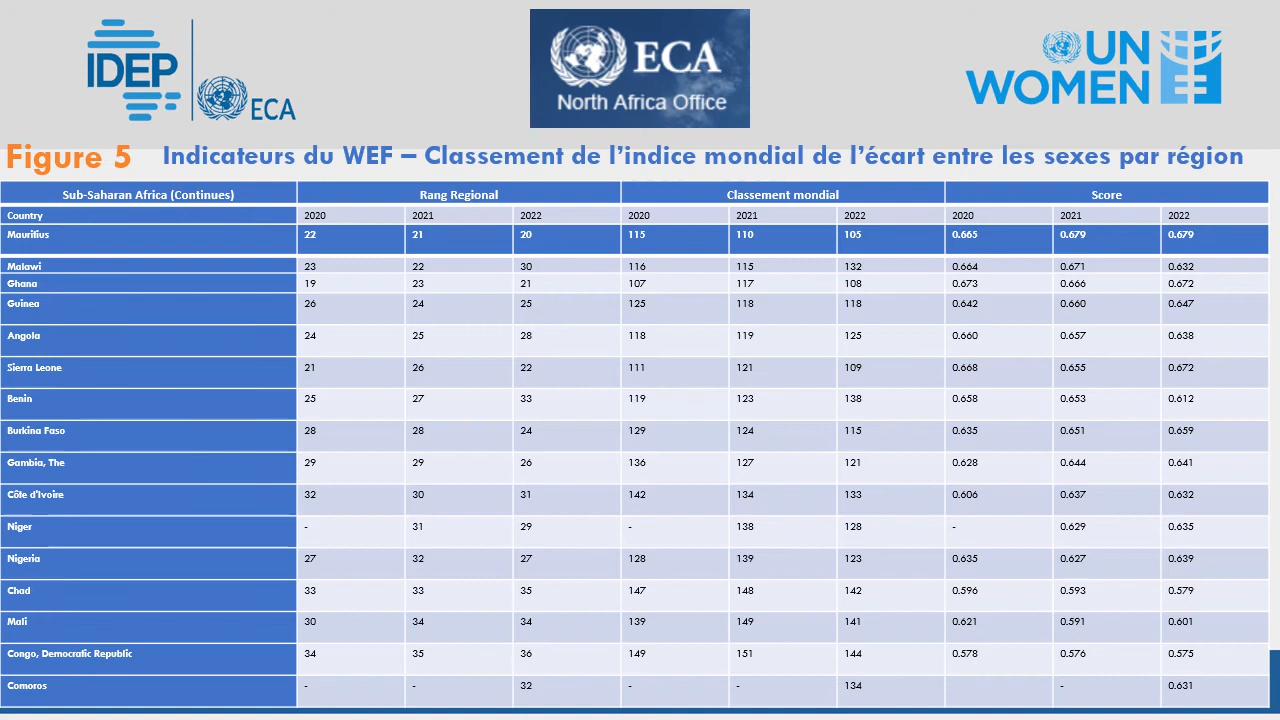 IDEP
ECA
ECA
North Africa Office
UN
WOMEN
Figure 5 Indicateurs du WEF – Classement de l'indice mondial de l'écart entre les sexes par région
Sub-Saharan Africa (Continues) Rang Regional Classement mondial Score
Country 2020 2021 2022 2020 2021 2022 2020 2021 2022
Mauritius 22 21 20 115 110 105 0.665 0.679 0.679
Malawi 23 22 30 116 115 132 0.664 0.671 0.632
Ghana 19 23 21 107 117 108 0.673 0.666 0.672
Guinea 26 24 25 125 118 118 0.642 0.660 0.647
Angola 24 25 28 118 119 125 0.660 0.657 0.638
Sierra Leone 21 26 22 111 121 109 0.668 0.655 0.672
Benin 25 27 33 119 123 138 0.658 0.653 0.612
Burkina Faso 28 28 24 129 124 115 0.635 0.651 0.659
Gambia, The 29 29 26 136 127 121 0.628 0.644 0.641
Côte d'Ivoire 32 30 31 142 134 133 0.606 0.637 0.632
Niger - 31 29 - 138 128 - 0.629 0.635
Nigeria 27 32 27 128 139 123 0.635 0.627 0.639
Chad 33 33 35 147 148 142 0.596 0.593 0.579
Mali 30 34 34 139 149 141 0.621 0.591 0.601
Congo, Democratic Republic 34 35 36 149 151 144 0.578 0.576 0.575
Comoros - - 32 - - 134 - 0.631